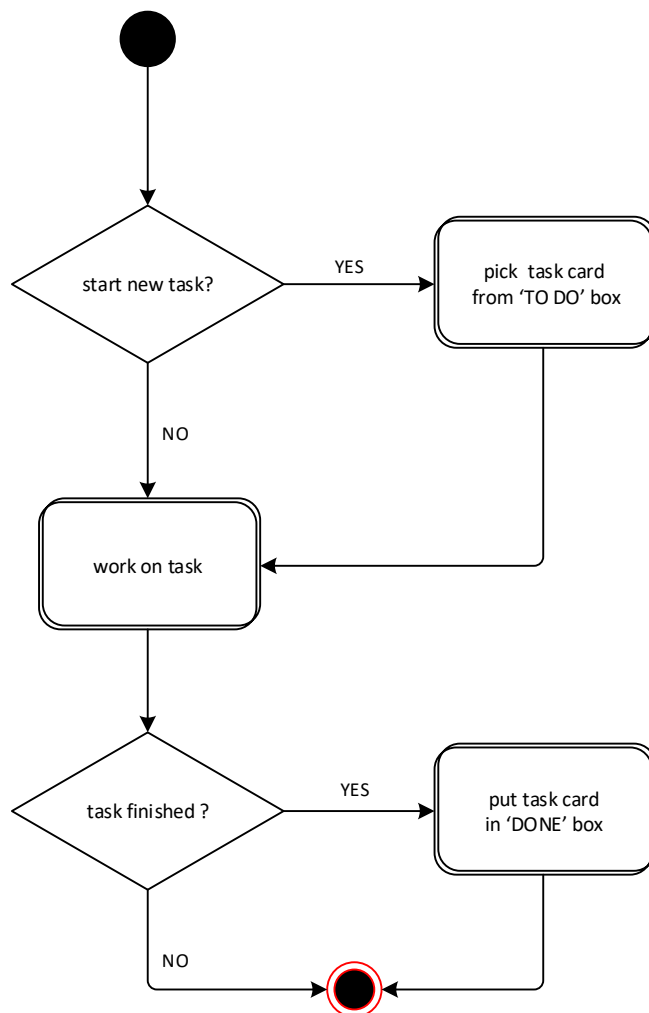 start new task?
YES
pick task card
from ‘TO DO’ box
NO
work on task
task finished ?
YES
put task card
in ‘DONE’ box
NO